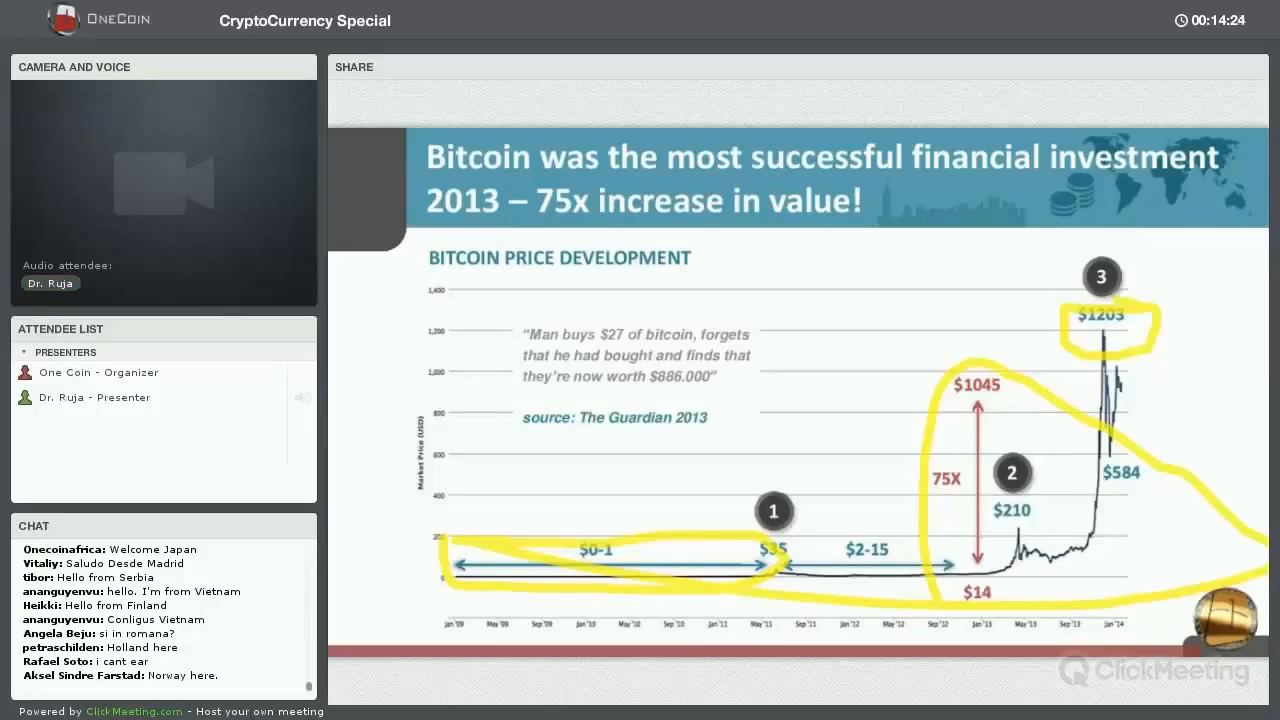 ONECOIN
CryptoCurrency Special
00:14:24
CAMERA AND VOICE
Audio attendee:
Dr. Ruja
ATTENDEE LIST
PRESENTERS
One Coin - Organizer
Dr. Ruja - Presenter
CHAT
Onecoinafrica: Welcome Japan
Vitaliy: Saludo Desde Madrid
tibor: Hello from Serbia
ananguyenvu: hello. I'm from Vietnam
Heikki: Hello from Finland
ananguyenvu: Conligus Vietnam
Angela Beju: si in romana?
petraschilden: Holland here
Rafael Soto: i cant ear
Aksel Sindre Farstad: Norway here.
Powered by ClickMeeting.com - Host your own meeting
SHARE
Bitcoin was the most successful financial investment
2013 – 75x increase in value!
BITCOIN PRICE DEVELOPMENT
3
1,400
$1203
1,200
"Man buys $27 of bitcoin, forgets
that he had bought and finds that
they're now worth $886.000"
source: The Guardian 2013
1,000
$1045
800
Market Price (USD)
600
75X
2
$584
400
$210
1
200
$0-1
$35
$2-15
0
$14
Jan '09
May '09
Sep '09
Jan '10
May '10
Sep '10
Jan '11
May '11
Sep '11
Jan '12
May '12
Sep '12
Jan '13
May '13
Sep '13
Jan '14
ClickMeeting